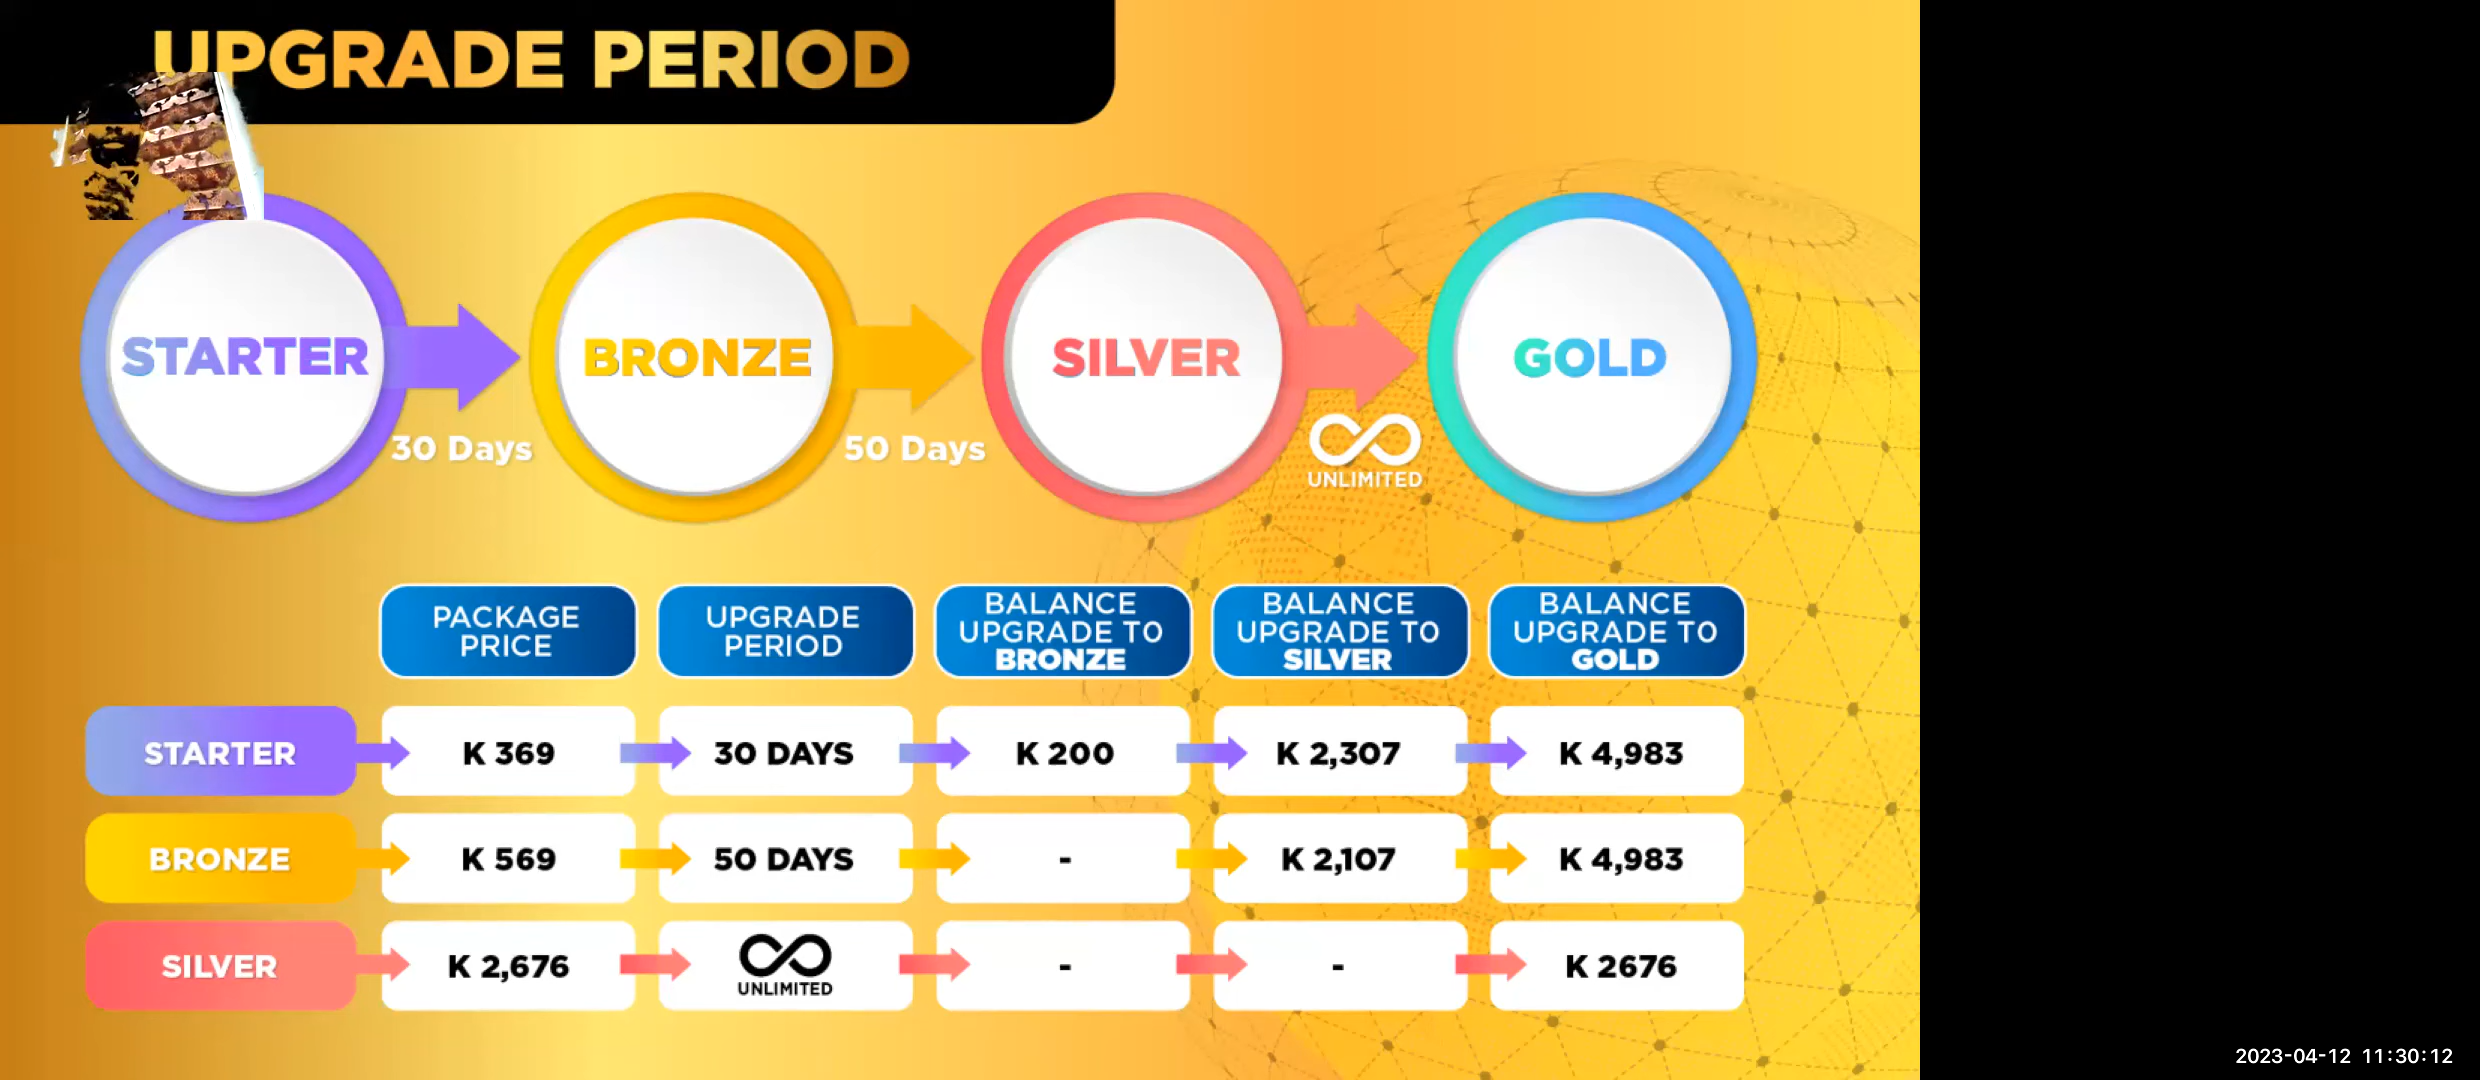 UPGRADE PERIOD
STARTER
BRONZE
SILVER
GOLD
30 Days
50 Days
UNLIMITED
PACKAGE PRICE
UPGRADE PERIOD
BALANCE UPGRADE TO BRONZE
BALANCE UPGRADE TO SILVER
BALANCE UPGRADE TO GOLD
STARTER K 369 30 DAYS K 200 K 2,307 K 4,983
BRONZE K 569 50 DAYS - K 2,107 K 4,983
SILVER K 2,676 UNLIMITED - - K 2676
2023-04-12 11:30:12